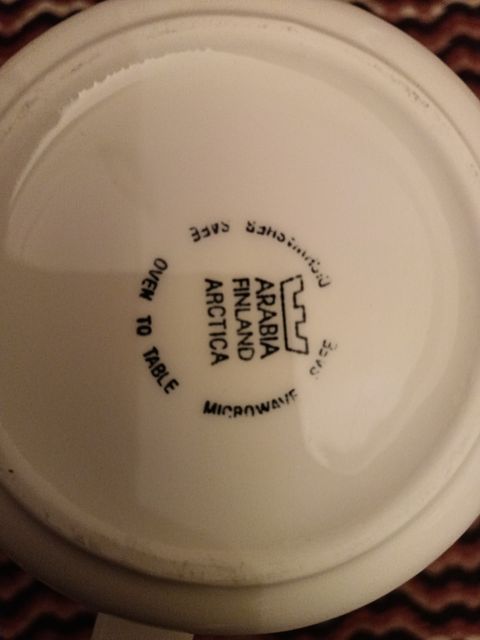 ARABIA
FINLAND
ARCTICA
OVEN TO TABLE
MICROWAVE SAFE
DISHWASHER SAFE